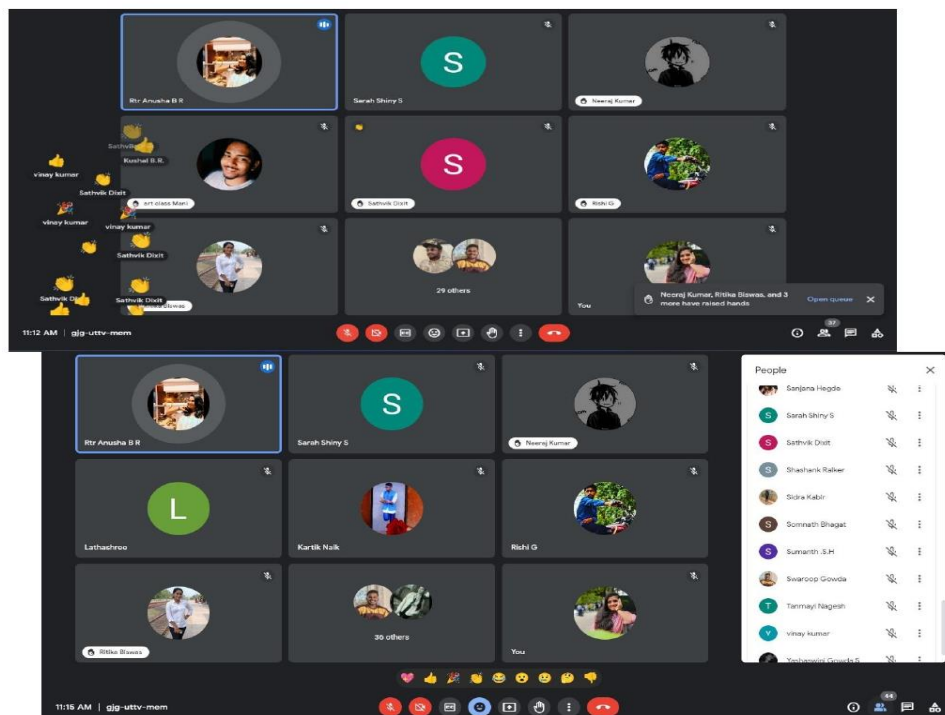 Rtr Anusha B R
Sarah Shiny S
S
Neeraj Kumar
Sathvik
Kushal B.R.
vinay kumar
Sathvik Dixit
art class Mani
S
Sathvik Dixit
Rishi G
vinay kumar
vinay kumar
Sathvik Dixit
Sathvik Di
Sathvik Dixit
Biswas
29 others
You
Neeraj Kumar, Ritika Biswas, and 3
more have raised hands
Open queue
11:12 AM | gjg-uttv-mem
37
Rtr Anusha B R
S
Sarah Shiny S
Neeraj Kumar
L
Lathashree
Kartik Naik
Rishi G
Ritika Biswas
36 others
You
People
Sanjana Hegde
S Sarah Shiny S
S Sathvik Dixit
S Shashank Ralker
Sidra Kabir
S Somnath Bhagat
S Sumanth .S.H
Swaroop Gowda
T Tanmayi Nagesh
v vinay kumar
Yashaswini Gowda S
11:15 AM | gjg-uttv-mem
44